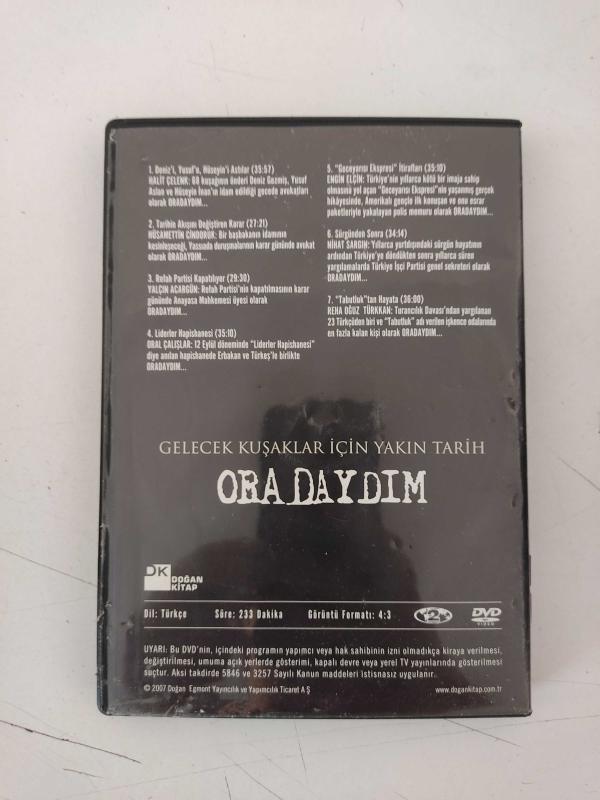 1. Deniz'i, Yusuf'u, Hüseyin'i Astılar (35:57)
HALİT ÇELENK: 68 kuşağının önderi Deniz Gezmiş, Yusuf
Aslan ve Hüseyin İnan'ın idam edildiği gecede avukatları
olarak ORADAYDIM...
2. Tarihin Akışını Değiştiren Karar (27:21)
HÜSAMETTİN CİNDORUK: Bir başbakanın idamının
kesinleşeceği, Yassıada duruşmalarının karar gününde avukat
olarak ORADAYDIM...
3. Refah Partisi Kapatılıyor (29:30)
YALÇIN ACARGÜN: Refah Partisi'nin kapatılmasının karar
gününde Anayasa Mahkemesi üyesi olarak
ORADAYDIM...
4. Liderler Hapishanesi (35:10)
ORAL ÇALIŞLAR: 12 Eylül döneminde "Liderler Hapishanesi"
diye anılan hapishanede Erbakan ve Türkeş'le birlikte
ORADAYDIM...
5. "Geceyarısı Ekspresi" İtirafları (35:10)
ENGİN ELÇİN: Türkiye'nin yıllarca kötü bir imaja sahip
olmasına yol açan "Geceyarısı Ekspresi"nin yaşanmış gerçek
hikâyesinde, Amerikalı gençle ilk konuşan ve onu esrar
paketleriyle yakalayan polis memuru olarak ORADAYDIM...
6. Sürgünden Sonra (34:14)
NİHAT SARGIN: Yıllarca yurtdışındaki sürgün hayatının
ardından Türkiye'ye döndükten sonra yıllarca süren
yargılamalarda Türkiye İşçi Partisi genel sekreteri olarak
ORADAYDIM...
7. "Tabutluk"tan Hayata (36:00)
REHA OĞUZ TÜRKKAN: Turancılık Davası'ndan yargılanan
23 Türkçüden biri ve "Tabutluk" adı verilen işkence odalarında
en fazla kalan kişi olarak ORADAYDIM...
GELECEK KUŞAKLAR İÇİN YAKIN TARİH
ORADAYDIM
DK DOĞAN
KİTAP
Dil: Türkçe Süre: 233 Dakika Görüntü Formatı: 4:3 2 DVD
VIDEO
UYARI: Bu DVD'nin, içindeki programın yapımcı veya hak sahibinin izni olmadıkça kiraya verilmesi,
değiştirilmesi, umuma açık yerlerde gösterimi, kapalı devre veya yerel TV yayınlarında gösterilmesi
suçtur. Aksi takdirde 5846 ve 3257 Sayılı Kanun maddeleri istisnasız uygulanır.
© 2007 Doğan Egmont Yayıncılık ve Yapımcılık Ticaret A Ş www.dogankitap.com.tr